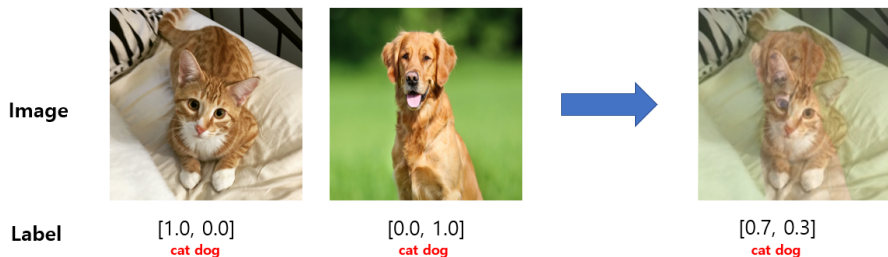 Image
Label
[1.0, 0.0]
cat dog
[0.0, 1.0]
cat dog
[0.7, 0.3]
cat dog